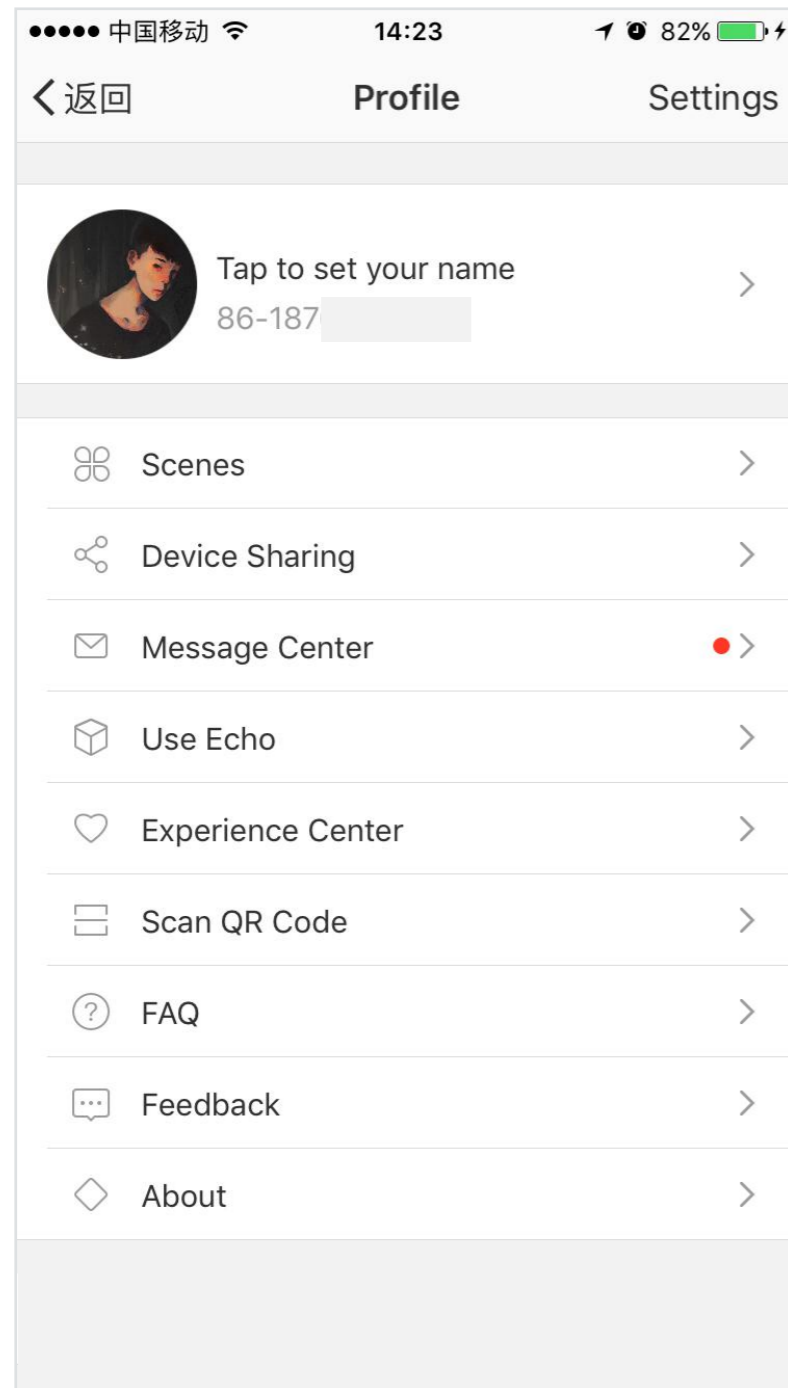 中国移动 14:23 82%
返回 Profile Settings
Tap to set your name
86-187
Scenes
Device Sharing
Message Center
Use Echo
Experience Center
Scan QR Code
FAQ
Feedback
About